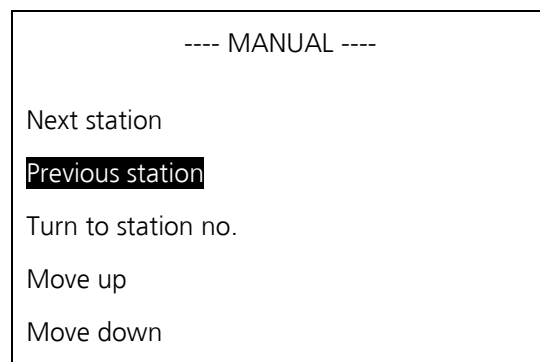 ---- MANUAL ----
Next station
Previous station
Turn to station no.
Move up
Move down